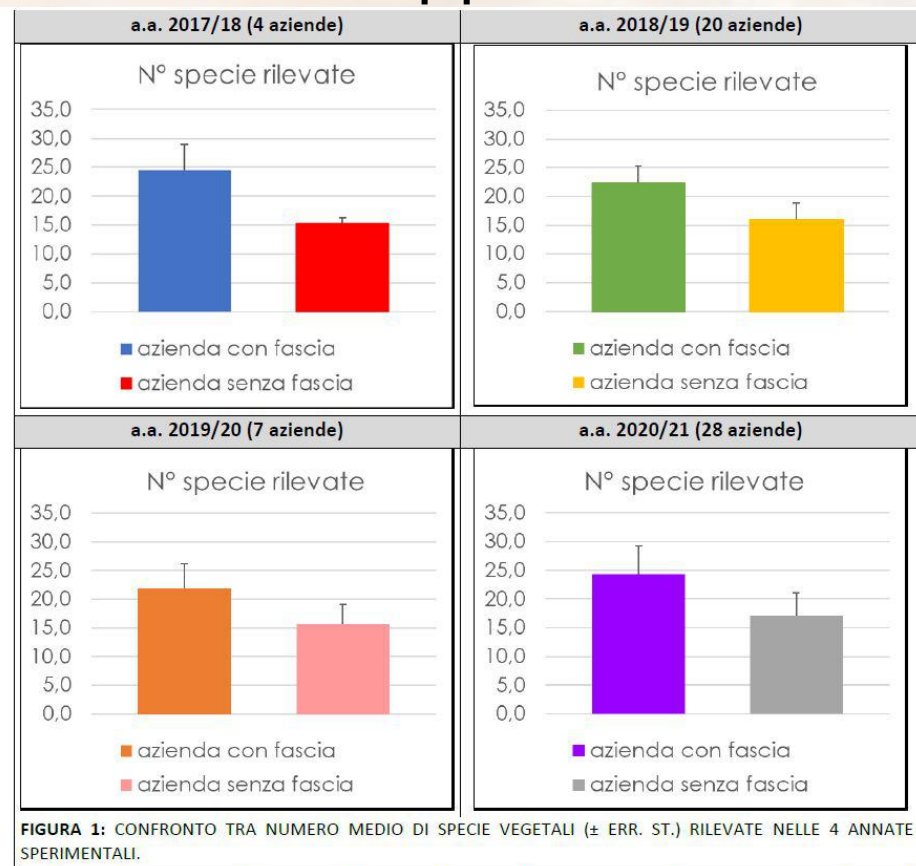 a.a. 2017/18 (4 aziende)
a.a. 2018/19 (20 aziende)
N° specie rilevate
35,0
30,0
25,0
20,0
15,0
10,0
5,0
0,0
azienda con fascia
azienda senza fascia
N° specie rilevate
35,0
30,0
25,0
20,0
15,0
10,0
5,0
0,0
azienda con fascia
azienda senza fascia
a.a. 2019/20 (7 aziende)
a.a. 2020/21 (28 aziende)
N° specie rilevate
35,0
30,0
25,0
20,0
15,0
10,0
5,0
0,0
azienda con fascia
azienda senza fascia
N° specie rilevate
35,0
30,0
25,0
20,0
15,0
10,0
5,0
0,0
azienda con fascia
azienda senza fascia
FIGURA 1: CONFRONTO TRA NUMERO MEDIO DI SPECIE VEGETALI (± ERR. ST.) RILEVATE NELLE 4 ANNATE
SPERIMENTALI.